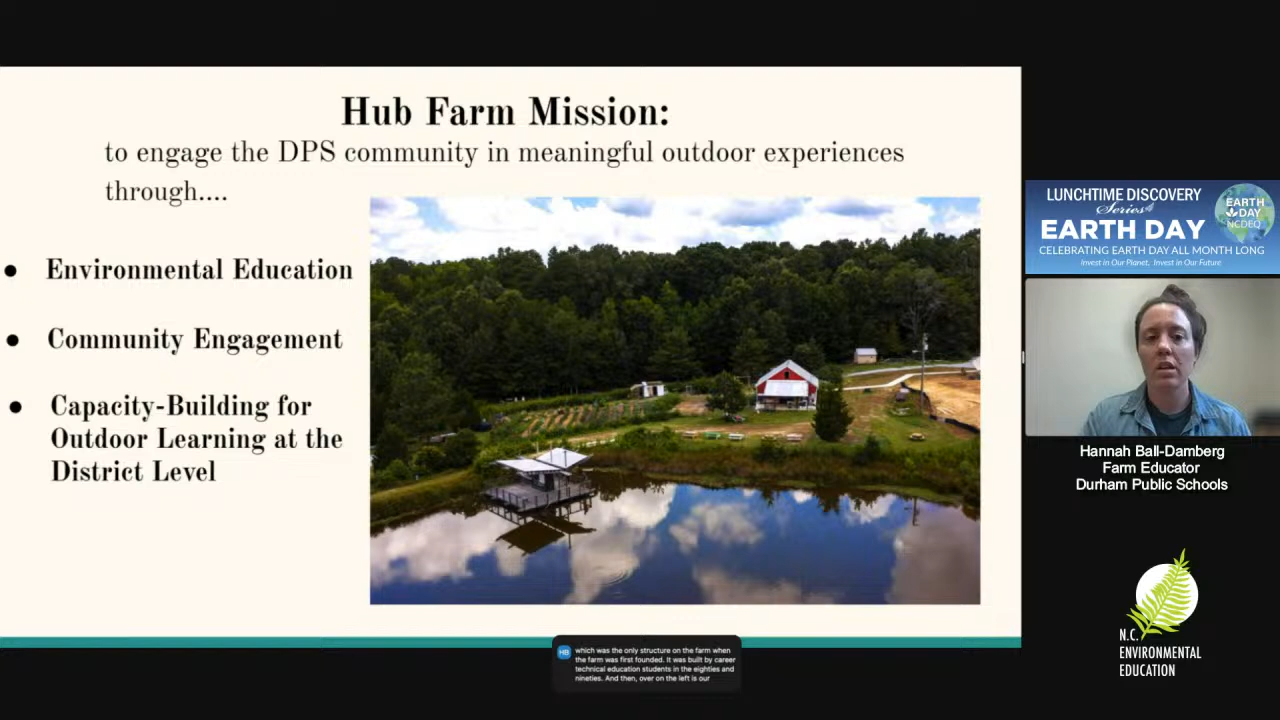 Hub Farm Mission:
to engage the DPS community in meaningful outdoor experiences
through....
● Environmental Education
● Community Engagement
● Capacity-Building for
Outdoor Learning at the
District Level
LUNCHTIME DISCOVERY
Series
EARTH DAY
CELEBRATING EARTH DAY ALL MONTH LONG
Invest in Our Planet, Invest in Our Future
EARTH
DAY
NCDEQ
Hannah Ball-Damberg
Farm Educator
Durham Public Schools
N.C.
ENVIRONMENTAL
EDUCATION
HB
which was the only structure on the farm when
the farm was first founded. It was built by career
technical education students in the eighties and
nineties. And then, over on the left is our